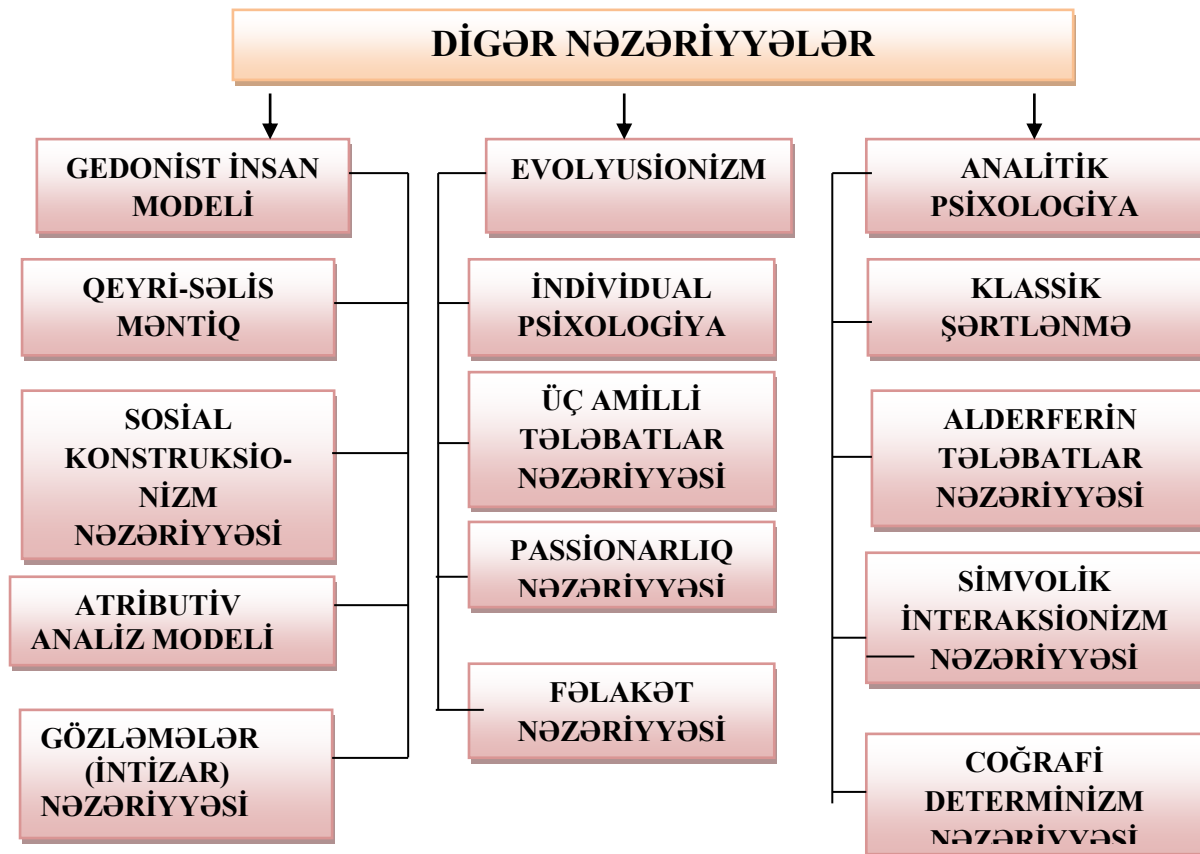 DİGƏR NƏZƏRİYYƏLƏR
GEDONİST İNSAN
MODELİ
QEYRİ-SƏLİS
MƏNTİQ
SOSİAL
KONSTRUKSİO-
NİZM
NƏZƏRİYYƏSİ
ATRİBUTİV
ANALİZ MODELİ
GÖZLƏMƏLƏR
(İNTİZAR)
NƏZƏRİYYƏSİ
EVOLYUSİONİZM
İNDİVİDUAL
PSİXOLOGİYA
ÜÇ AMİLLİ
TƏLƏBATLAR
NƏZƏRİYYƏSİ
PASSİONARLIQ
NƏZƏRİYYƏSİ
FƏLAKƏT
NƏZƏRİYYƏSİ
ANALİTİK
PSİXOLOGİYA
KLASSİK
ŞƏRTLƏNMƏ
ALDERFERİN
TƏLƏBATLAR
NƏZƏRİYYƏSİ
SİMVOLİK
İNTERAKSİONİZM
NƏZƏRİYYƏSİ
COĞRAFİ
DETERMİNİZM
NƏZƏRİYYƏSİ